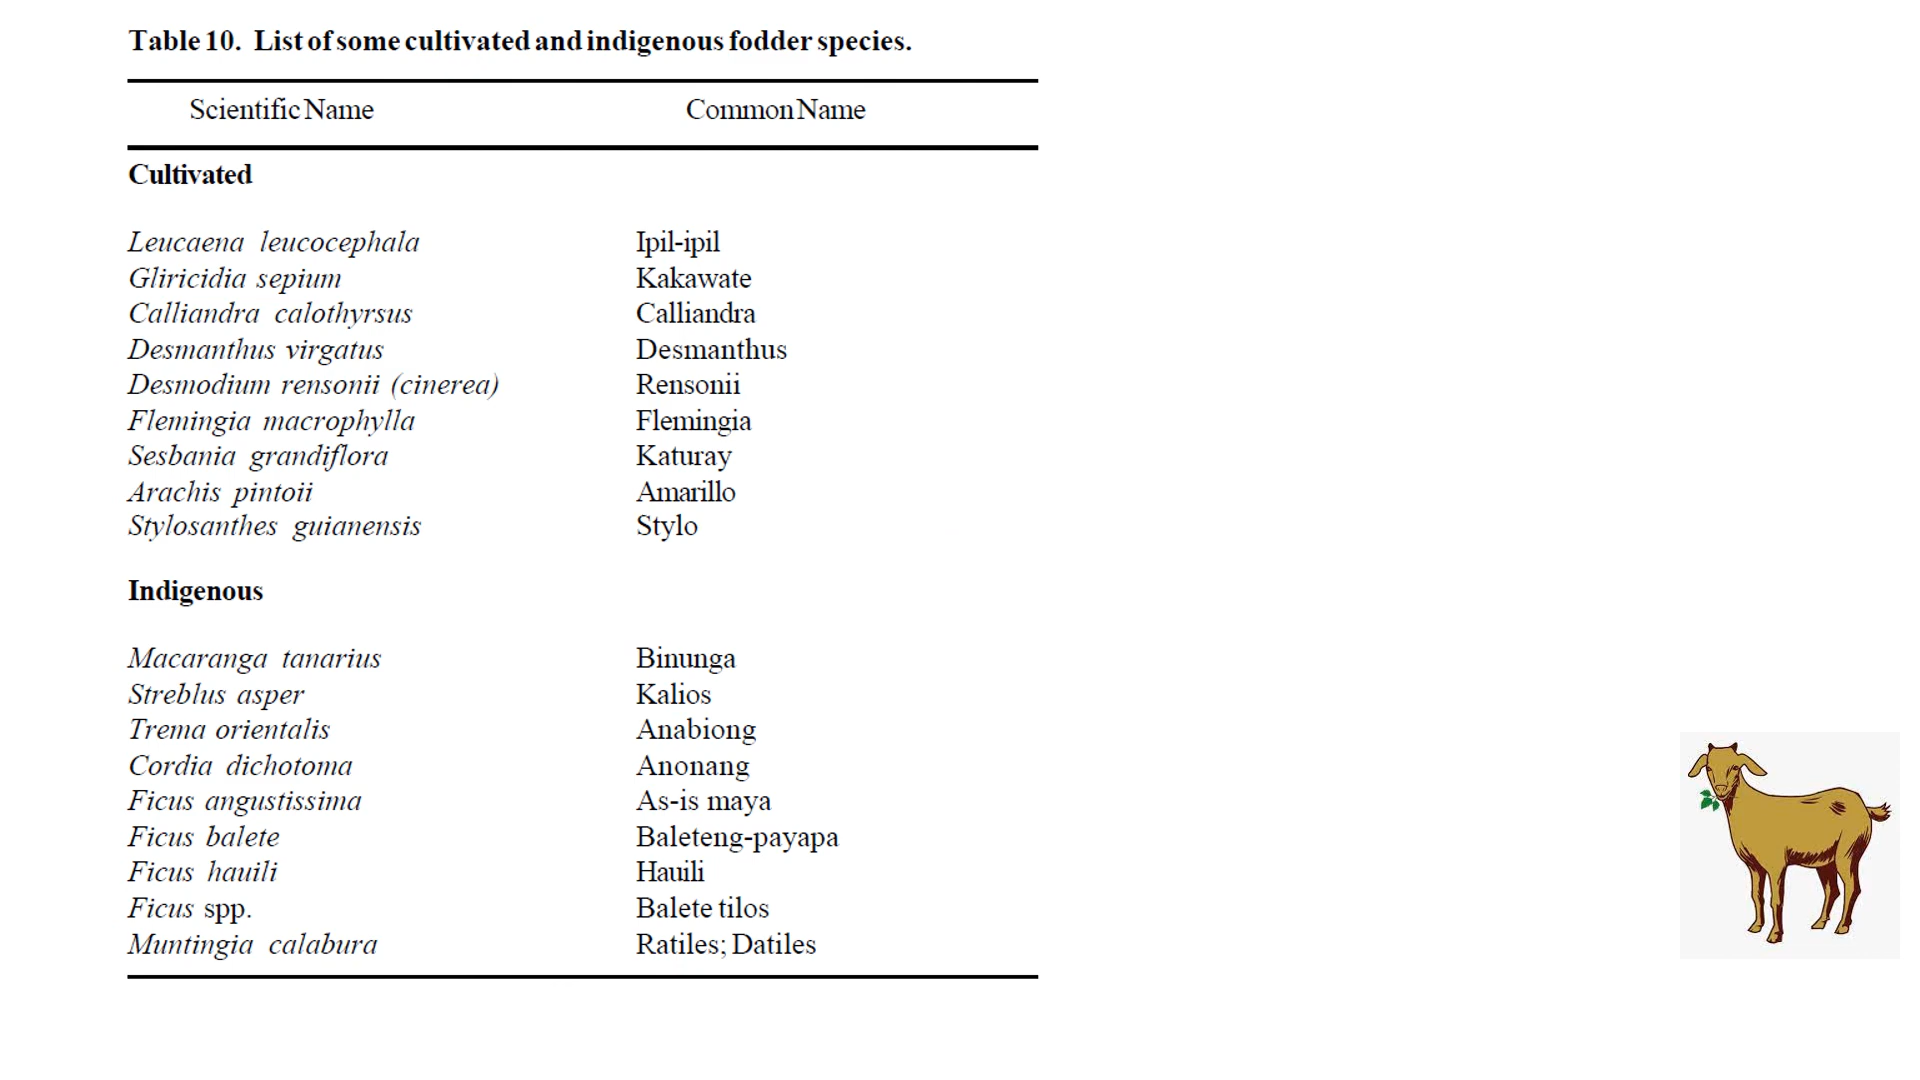 Table 10. List of some cultivated and indigenous fodder species.
Scientific Name Common Name
Cultivated
Leucaena leucocephala Ipil-ipil
Gliricidia sepium Kakawate
Calliandra calothyrsus Calliandra
Desmanthus virgatus Desmanthus
Desmodium rensonii (cinerea) Rensonii
Flemingia macrophylla Flemingia
Sesbania grandiflora Katuray
Arachis pintoii Amarillo
Stylosanthes guianensis Stylo
Indigenous
Macaranga tanarius Binunga
Streblus asper Kalios
Trema orientalis Anabiong
Cordia dichotoma Anonang
Ficus angustissima As-is maya
Ficus balete Baleteng-payapa
Ficus hauili Hauili
Ficus spp. Balete tilos
Muntingia calabura Ratiles; Datiles